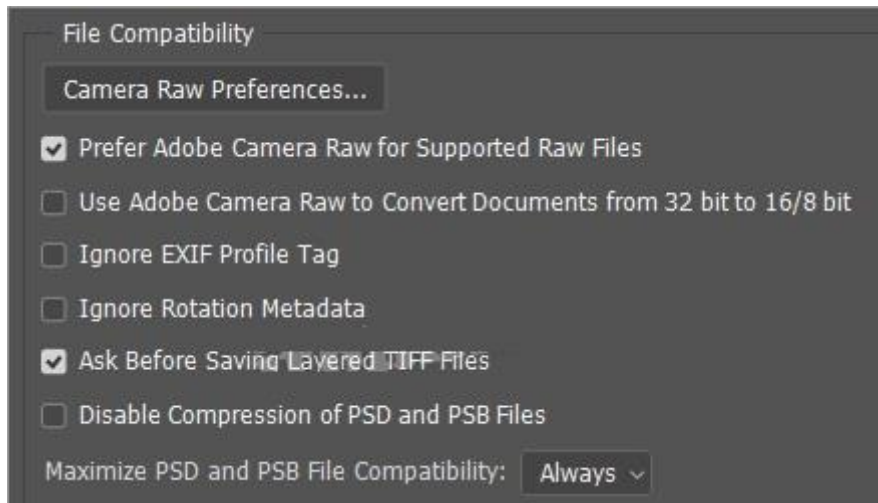 File Compatibility
Camera Raw Preferences...
Prefer Adobe Camera Raw for Supported Raw Files
Use Adobe Camera Raw to Convert Documents from 32 bit to 16/8 bit
Ignore EXIF Profile Tag
Ignore Rotation Metadata
Ask Before Saving Layered TIFF Files
Disable Compression of PSD and PSB Files
Maximize PSD and PSB File Compatibility: Always